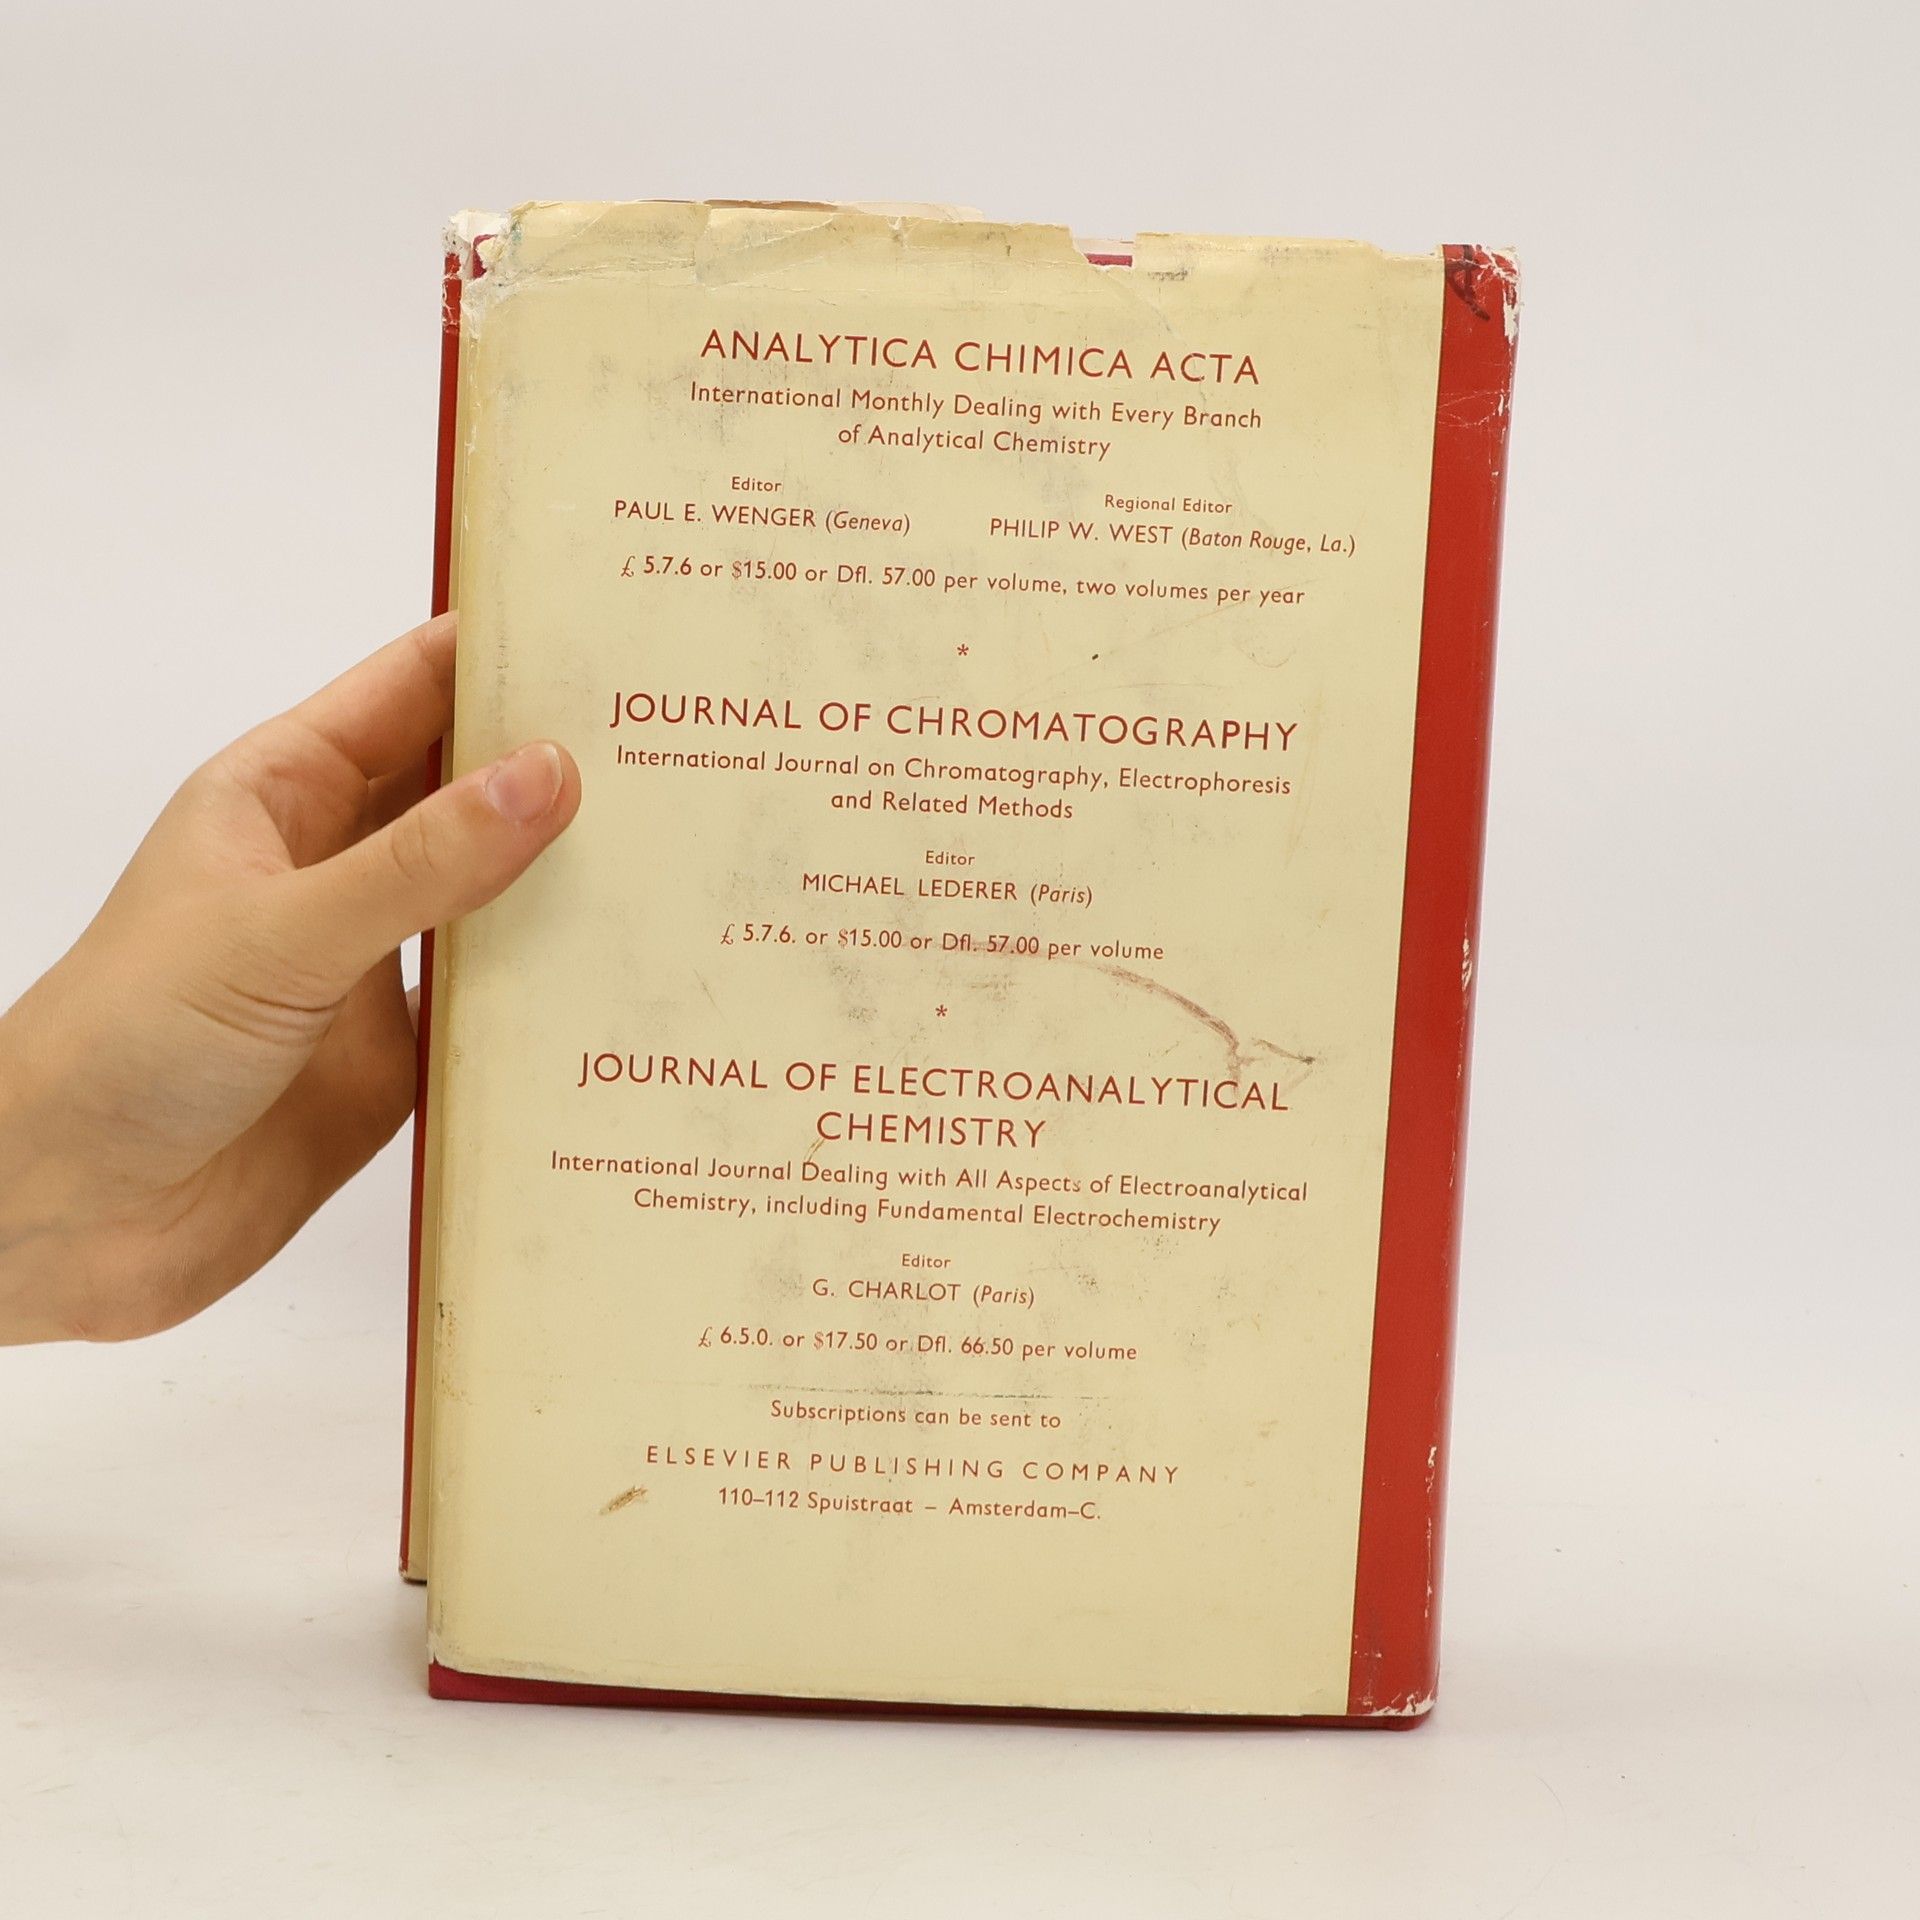 ANALYTICA CHIMICA ACTA
International Monthly Dealing with Every Branch
of Analytical Chemistry
Editor
PAUL E. WENGER (Geneva)
Regional Editor
PHILIP W. WEST (Baton Rouge, La.)
£ 5.7.6 or $15.00 or Dfl. 57.00 per volume, two volumes per year
*
JOURNAL OF CHROMATOGRAPHY
International Journal on Chromatography, Electrophoresis
and Related Methods
Editor
MICHAEL LEDERER (Paris)
£ 5.7.6. or $15.00 or Dfl. 57.00 per volume
*
JOURNAL OF ELECTROANALYTICAL
CHEMISTRY
International Journal Dealing with All Aspects of Electroanalytical
Chemistry, including Fundamental Electrochemistry
Editor
G. CHARLOT (Paris)
£ 6.5.0. or $17.50 or Dfl. 66.50 per volume
Subscriptions can be sent to
ELSEVIER PUBLISHING COMPANY
110–112 Spuistraat – Amsterdam–C.